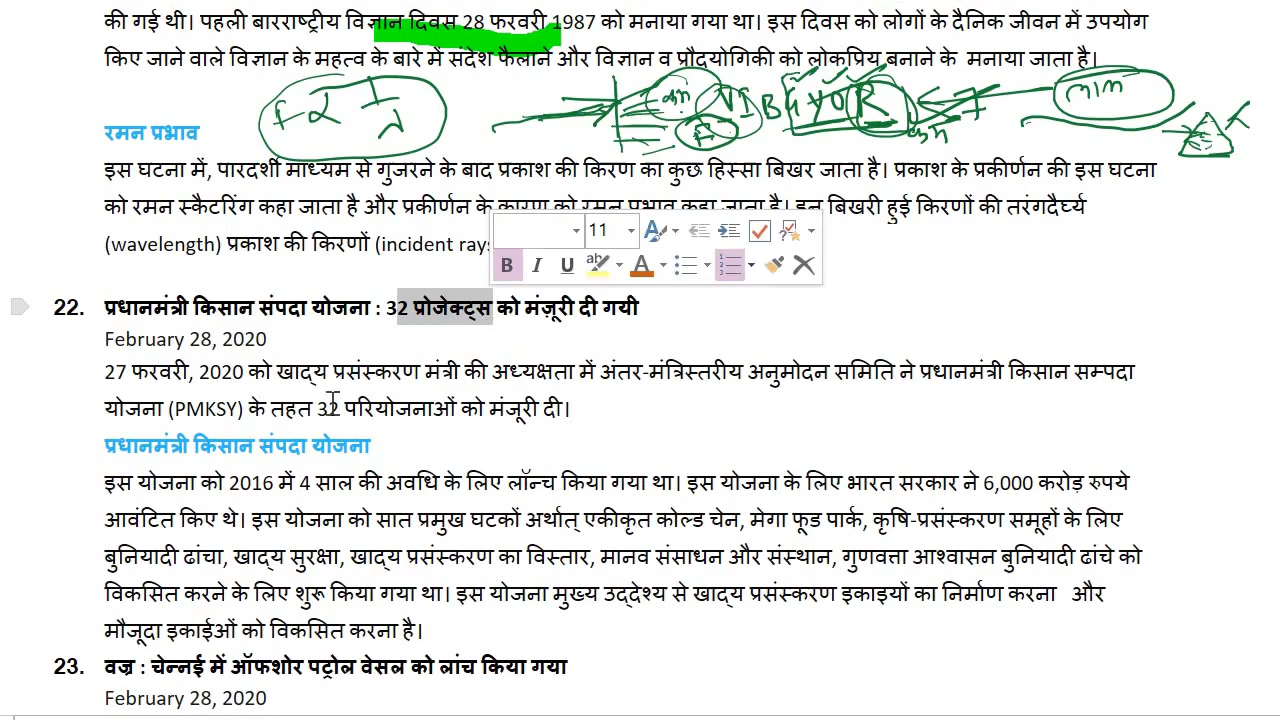 की गई थी। पहली बारराष्ट्रीय विज्ञान दिवस 28 फरवरी 1987 को मनाया गया था। इस दिवस को लोगों के दैनिक जीवन में उपयोग
किए जाने वाले विज्ञान के महत्व के बारे में संदेश फैलाने और विज्ञान व प्रौदयोगिकी को लोकप्रिय बनाने के मनाया जाता है।
F α 1 λ
VI B G Y O R
रमन प्रभाव
इस घटना में, पारदर्शी माध्यम से गुजरने के बाद प्रकाश की किरण का कुछ हिस्सा बिखर जाता है। प्रकाश के प्रकीर्णन की इस घटना
को रमन स्कैटरिंग कहा जाता है और प्रकीर्णन के कारण को रमन प्रभाव कहा जाता है। इन बिखरी हुई किरणों की तरंगदैर्घ्य
(wavelength) प्रकाश की किरणों (incident rays
11
B I U ab A
22. प्रधानमंत्री किसान संपदा योजना : 32 प्रोजेक्ट्स को मंज़ूरी दी गयी
February 28, 2020
27 फरवरी, 2020 को खाद्य प्रसंस्करण मंत्री की अध्यक्षता में अंतर-मंत्रिस्तरीय अनुमोदन समिति ने प्रधानमंत्री किसान सम्पदा
योजना (PMKSY) के तहत 32 परियोजनाओं को मंजूरी दी।
प्रधानमंत्री किसान संपदा योजना
इस योजना को 2016 में 4 साल की अवधि के लिए लॉन्च किया गया था। इस योजना के लिए भारत सरकार ने 6,000 करोड़ रुपये
आवंटित किए थे। इस योजना को सात प्रमुख घटकों अर्थात् एकीकृत कोल्ड चेन, मेगा फूड पार्क, कृषि-प्रसंस्करण समूहों के लिए
बुनियादी ढांचा, खाद्य सुरक्षा, खाद्य प्रसंस्करण का विस्तार, मानव संसाधन और संस्थान, गुणवत्ता आश्वासन बुनियादी ढांचे को
विकसित करने के लिए शुरू किया गया था। इस योजना मुख्य उद्देश्य से खाद्य प्रसंस्करण इकाइयों का निर्माण करना और
मौजूदा इकाईओं को विकसित करना है।
23. वज्र : चेन्नई में ऑफशोर पट्रोल वेसल को लांच किया गया
February 28, 2020